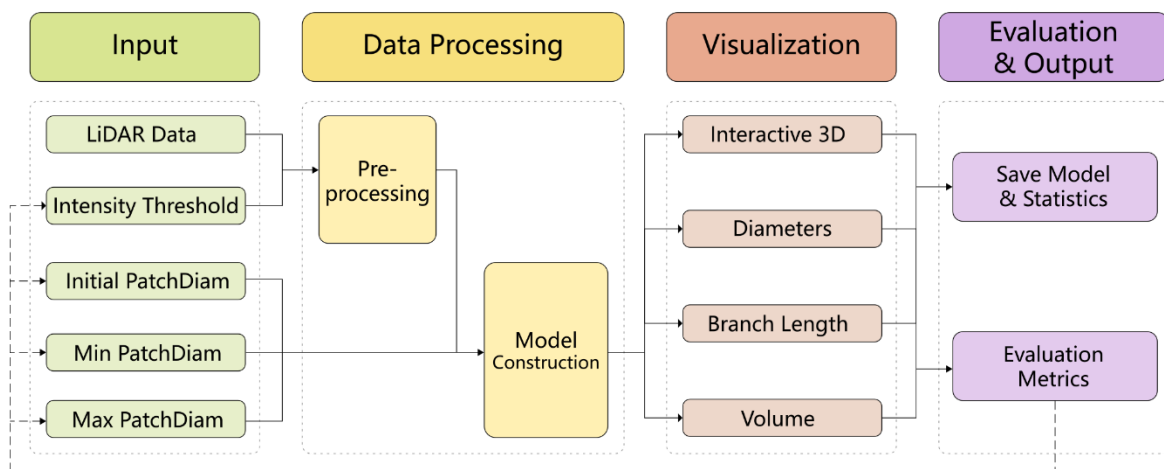 Input
Data Processing
Visualization
Evaluation
& Output
LiDAR Data
Intensity Threshold
Initial PatchDiam
Min PatchDiam
Max PatchDiam
Pre-
processing
Model
Construction
Interactive 3D
Diameters
Branch Length
Volume
Save Model
& Statistics
Evaluation
Metrics